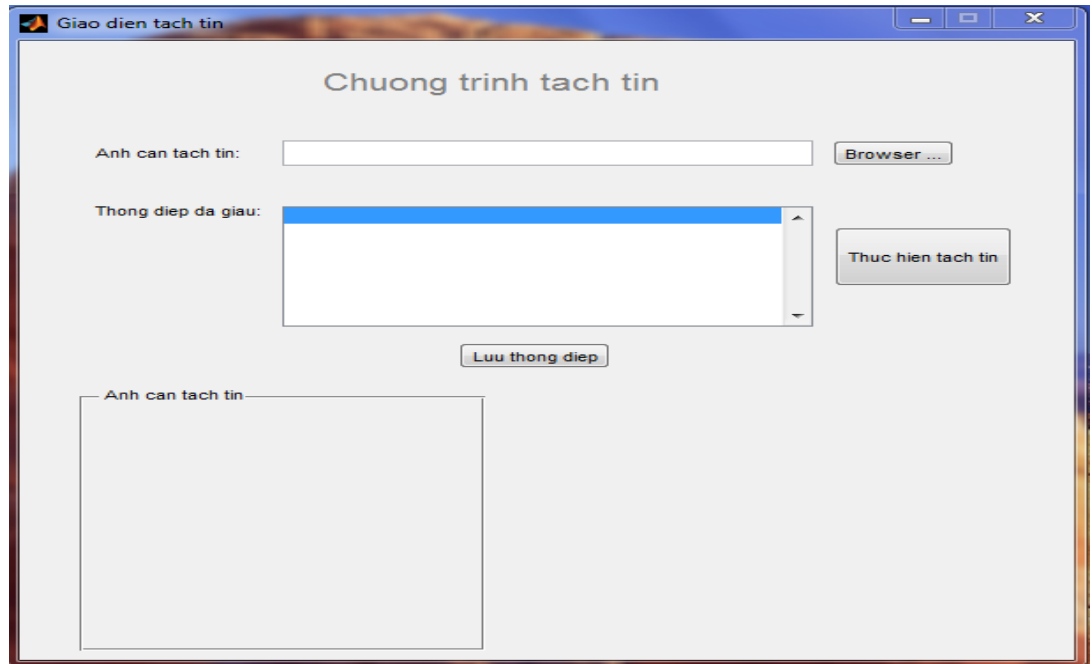 Giao dien tach tin
Chuong trinh tach tin
Anh can tach tin:
Browser ...
Thong diep da giau:
Thuc hien tach tin
Luu thong diep
Anh can tach tin